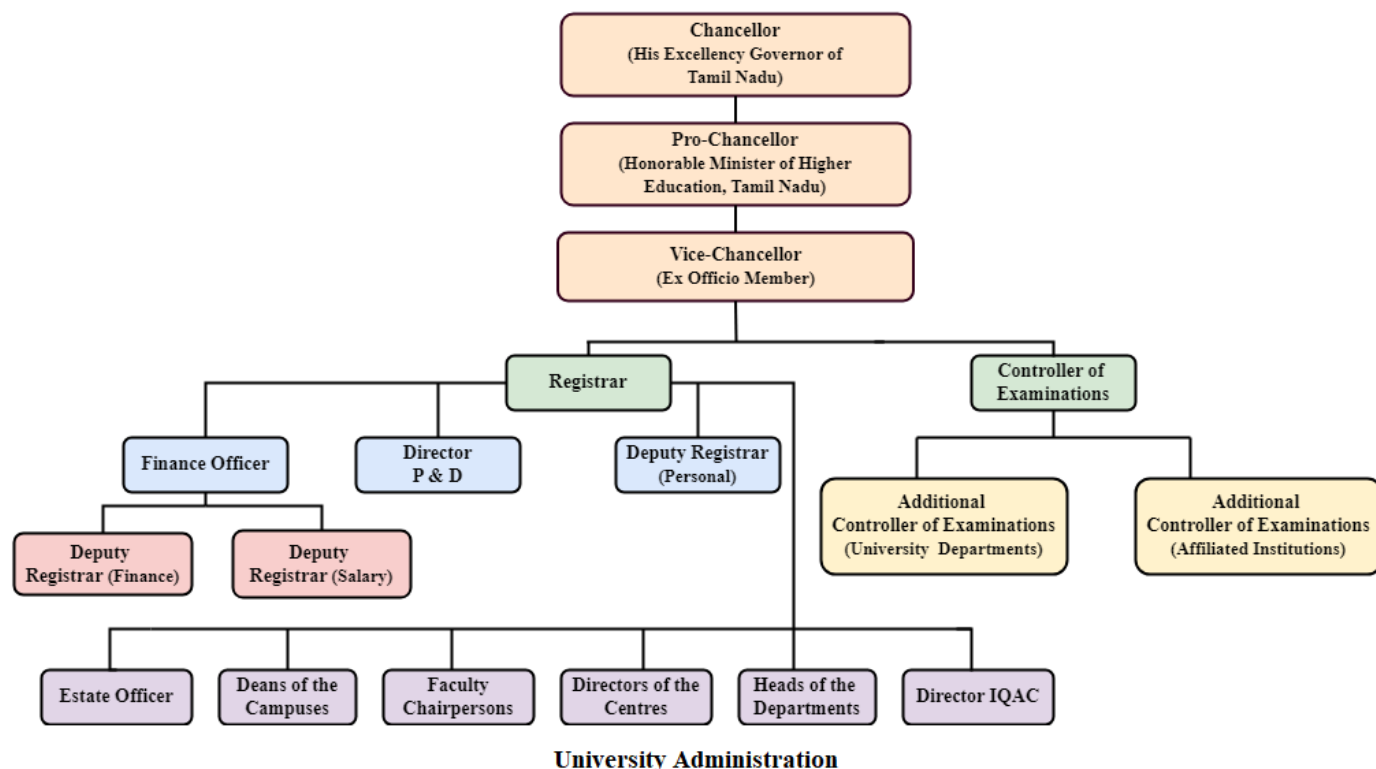 Chancellor
(His Excellency Governor of
Tamil Nadu)
Pro-Chancellor
(Honorable Minister of Higher
Education, Tamil Nadu)
Vice-Chancellor
(Ex Officio Member)
Registrar
Controller of
Examinations
Finance Officer
Director
P & D
Deputy Registrar
(Personal)
Additional
Controller of Examinations
(University Departments)
Additional
Controller of Examinations
(Affiliated Institutions)
Deputy
Registrar (Finance)
Deputy
Registrar (Salary)
Estate Officer
Deans of the
Campuses
Faculty
Chairpersons
Directors of the
Centres
Heads of the
Departments
Director IQAC
University Administration